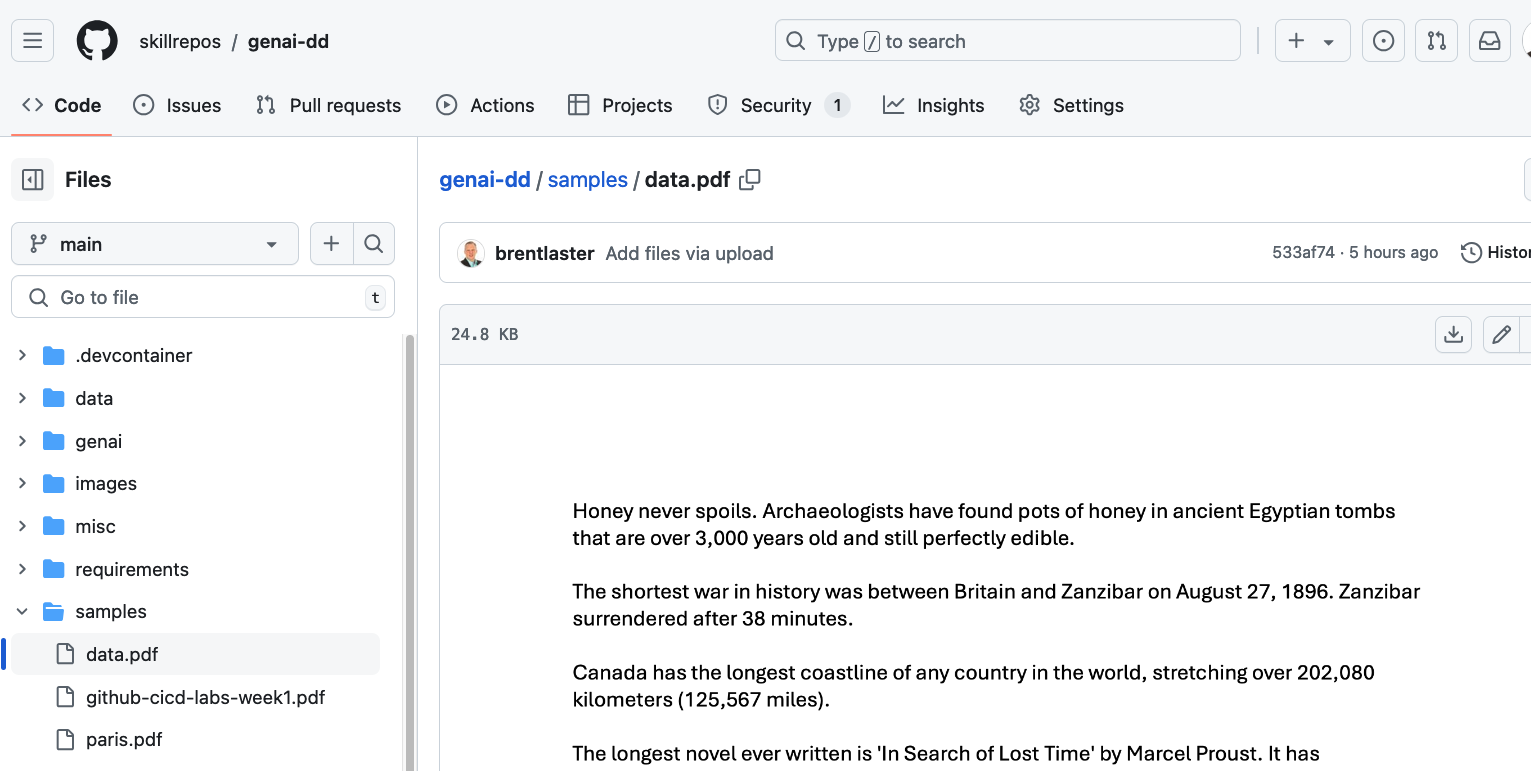 skillrepos / genai-dd
Type / to search
Code
Issues
Pull requests
Actions
Projects
Security 1
Insights
Settings
Files
main
Go to file
t
.devcontainer
data
genai
images
misc
requirements
samples
data.pdf
github-cicd-labs-week1.pdf
paris.pdf
genai-dd / samples / data.pdf
brentlaster Add files via upload
533af74 · 5 hours ago
Histor
24.8 KB
Honey never spoils. Archaeologists have found pots of honey in ancient Egyptian tombs
that are over 3,000 years old and still perfectly edible.
The shortest war in history was between Britain and Zanzibar on August 27, 1896. Zanzibar
surrendered after 38 minutes.
Canada has the longest coastline of any country in the world, stretching over 202,080
kilometers (125,567 miles).
The longest novel ever written is 'In Search of Lost Time' by Marcel Proust. It has